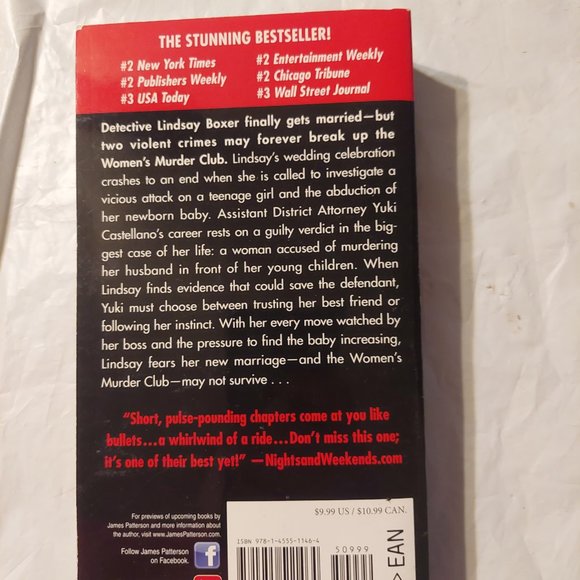 THE STUNNING BESTSELLER!
#2 New York Times
#2 Entertainment Weekly
#2 Publishers Weekly
#2 Chicago Tribune
#3 USA Today
#3 Wall Street Journal
Detective Lindsay Boxer finally gets married—but
two violent crimes may forever break up the
Women's Murder Club. Lindsay's wedding celebration
crashes to an end when she is called to investigate a
vicious attack on a teenage girl and the abduction of
her newborn baby. Assistant District Attorney Yuki
Castellano's career rests on a guilty verdict in the big-
gest case of her life: a woman accused of murdering
her husband in front of her young children. When
Lindsay finds evidence that could save the defendant,
Yuki must choose between trusting her best friend or
following her instinct. With her every move watched by
her boss and the pressure to find the baby increasing,
Lindsay fears her new marriage—and the Women's
Murder Club—may not survive . . .
"Short, pulse-pounding chapters come at you like
bullets...a whirlwind of a ride...Don't miss this one;
it's one of their best yet!" —NightsandWeekends.com
For previews of upcoming books by
James Patterson and more information about
the author, visit www.JamesPatterson.com.
Follow James Patterson
on Facebook.
f
$9.99 US / $10.99 CAN.
ISBN 978-1-4555-1146-4
50999
>EAN